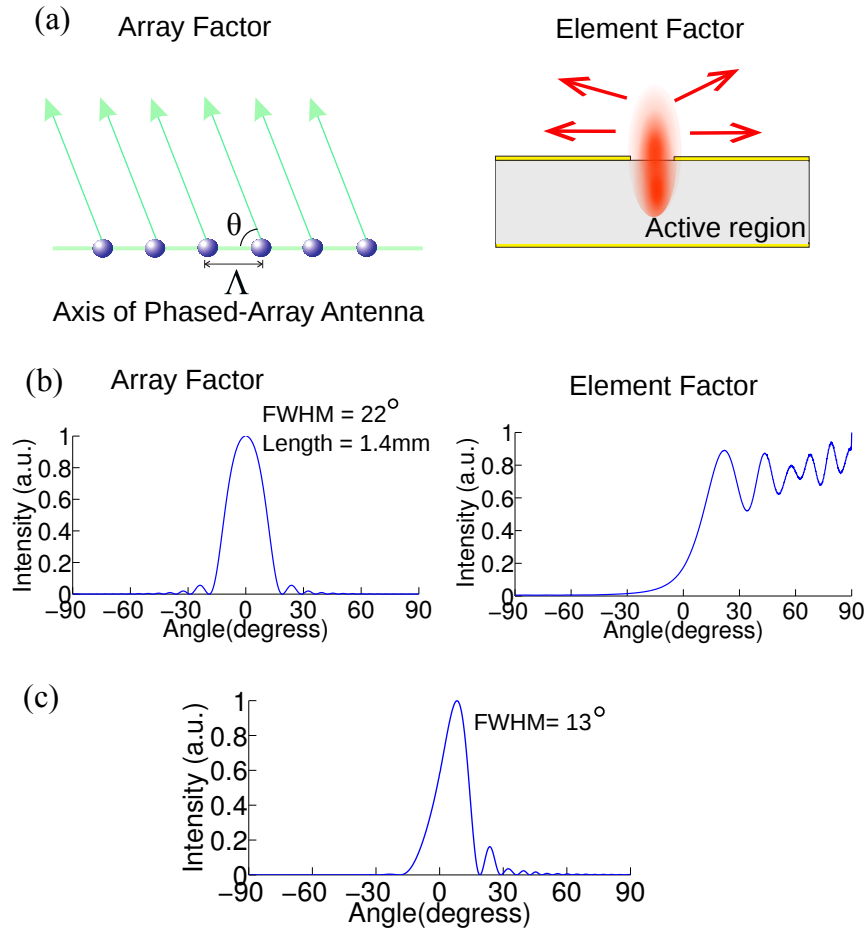 (a)
Array Factor
Element Factor
θ
Λ
Active region
Axis of Phased-Array Antenna
(b)
Array Factor
Element Factor
FWHM = 22°
Length = 1.4mm
Intensity (a.u.)
1
0.8
0.6
0.4
0.2
0
−90 −60 −30 0 30 60 90
Angle(degress)
Intensity (a.u.)
1
0.8
0.6
0.4
0.2
0
−90 −60 −30 0 30 60 90
Angle(degress)
(c)
FWHM= 13°
Intensity (a.u.)
1
0.8
0.6
0.4
0.2
0
−90 −60 −30 0 30 60 90
Angle(degress)